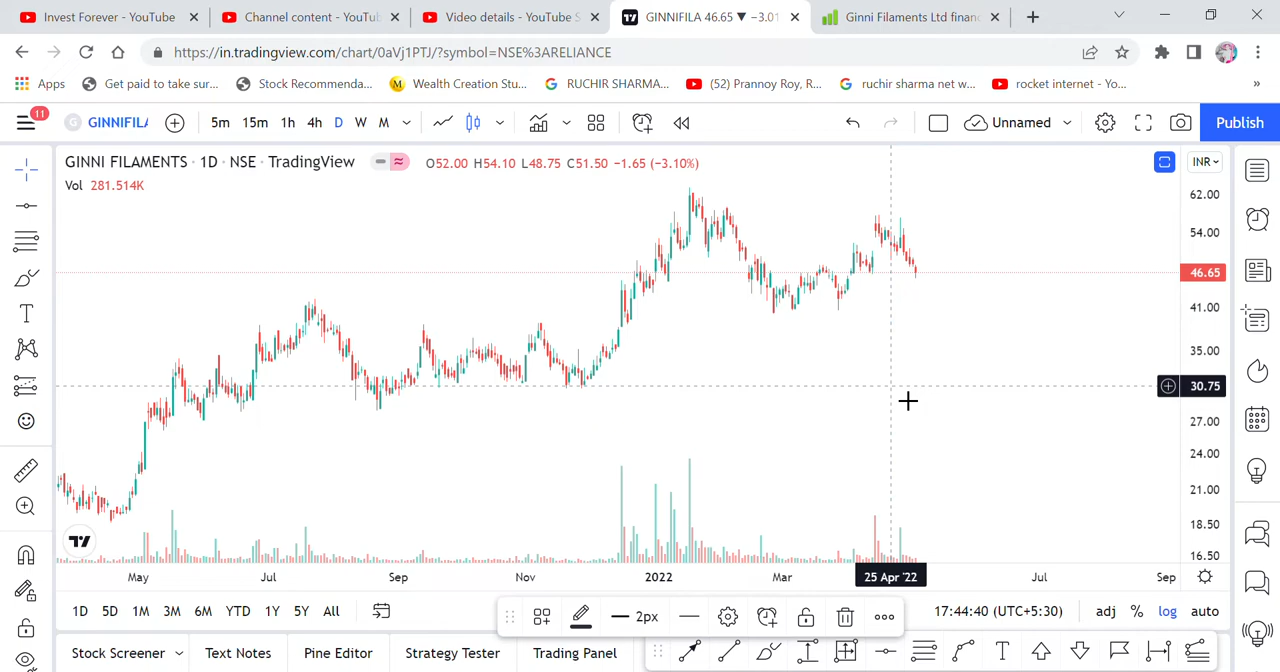 Invest Forever - YouTube
Channel content - YouTub
Video details - YouTube S
GINNIFILA 46.65 ▼ −3.01
Ginni Filaments Ltd finan
https://in.tradingview.com/chart/0aVj1PTJ/?symbol=NSE%3ARELIANCE
Apps
Get paid to take sur...
Stock Recommenda...
M Wealth Creation Stu...
RUCHIR SHARMA...
(52) Prannoy Roy, R...
ruchir sharma net w...
rocket internet - Yo...
»
11
G GINNIFILA
5m 15m 1h 4h D W M
Unnamed
Publish
GINNI FILAMENTS · 1D · NSE · TradingView
O52.00 H54.10 L48.75 C51.50 −1.65 (−3.10%)
INR
Vol 281.514K
62.00
54.00
46.65
41.00
35.00
30.75
27.00
24.00
21.00
18.50
16.50
May Jul Sep Nov 2022 Mar 25 Apr '22 Jul Sep
1D 5D 1M 3M 6M YTD 1Y 5Y All
2px
17:44:40 (UTC+5:30)
adj % log auto
Stock Screener
Text Notes
Pine Editor
Strategy Tester
Trading Panel